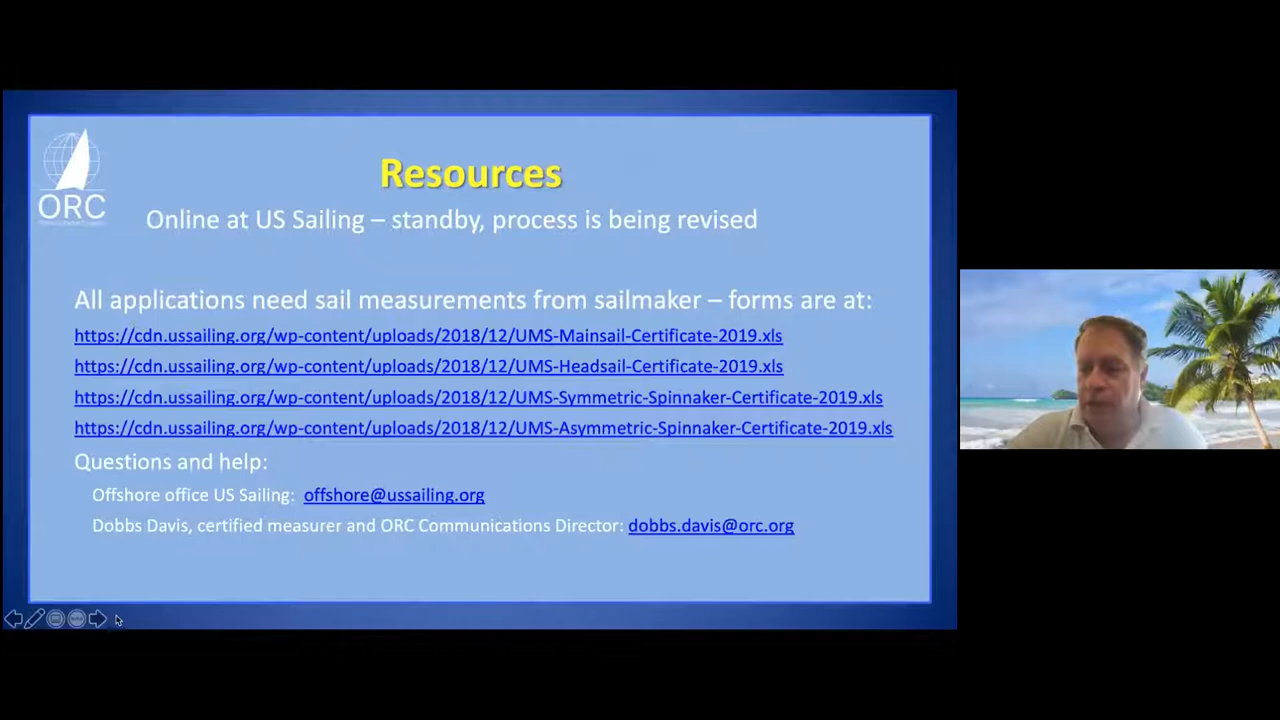 ORC
Resources
Online at US Sailing – standby, process is being revised
All applications need sail measurements from sailmaker – forms are at:
https://cdn.ussailing.org/wp-content/uploads/2018/12/UMS-Mainsail-Certificate-2019.xls
https://cdn.ussailing.org/wp-content/uploads/2018/12/UMS-Headsail-Certificate-2019.xls
https://cdn.ussailing.org/wp-content/uploads/2018/12/UMS-Symmetric-Spinnaker-Certificate-2019.xls
https://cdn.ussailing.org/wp-content/uploads/2018/12/UMS-Asymmetric-Spinnaker-Certificate-2019.xls
Questions and help:
Offshore office US Sailing: offshore@ussailing.org
Dobbs Davis, certified measurer and ORC Communications Director: dobbs.davis@orc.org